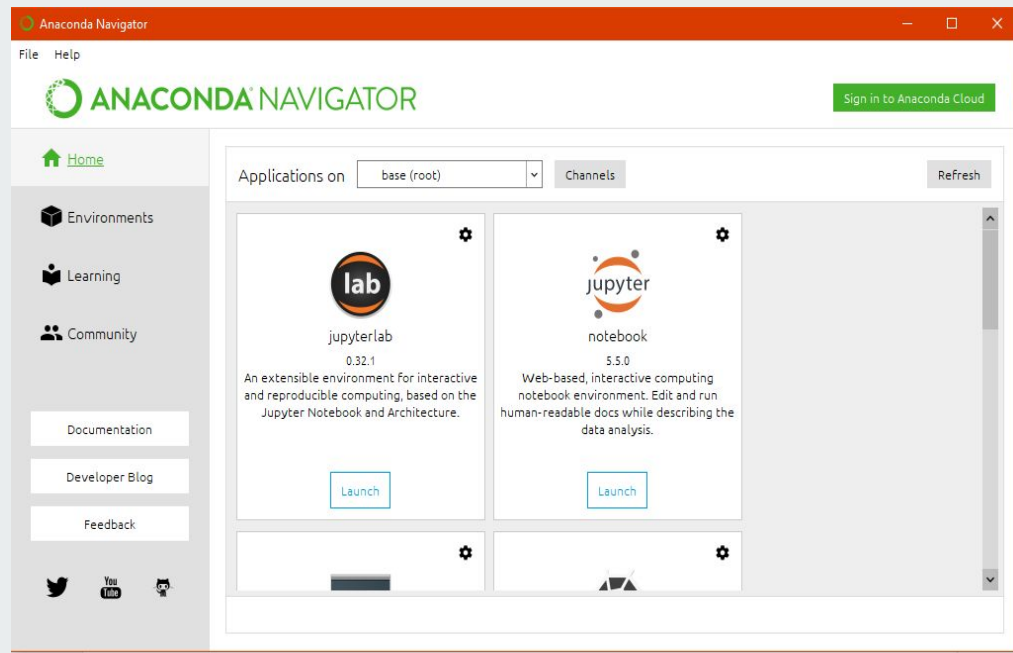 Anaconda Navigator
File Help
ANACONDA NAVIGATOR
Sign in to Anaconda Cloud
Home
Environments
Learning
Community
Documentation
Developer Blog
Feedback
You
Tube
Applications on base (root) Channels Refresh
lab
jupyterlab
0.32.1
An extensible environment for interactive
and reproducible computing, based on the
Jupyter Notebook and Architecture.
Launch
jupyter
notebook
5.5.0
Web-based, interactive computing
notebook environment. Edit and run
human-readable docs while describing the
data analysis.
Launch